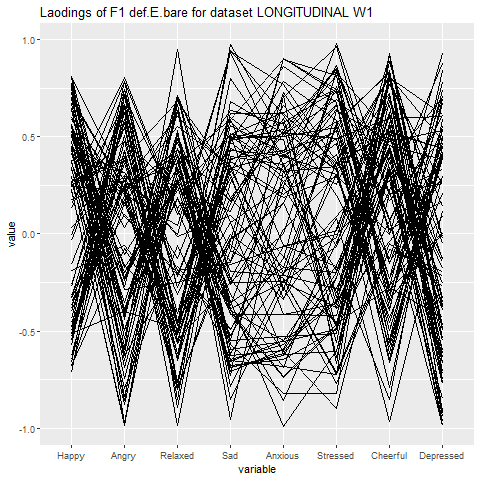 Laodings of F1 def.E.bare for dataset LONGITUDINAL W1
1.0
0.5
0.0
-0.5
-1.0
value
Happy Angry Relaxed Sad Anxious Stressed Cheerful Depressed
variable